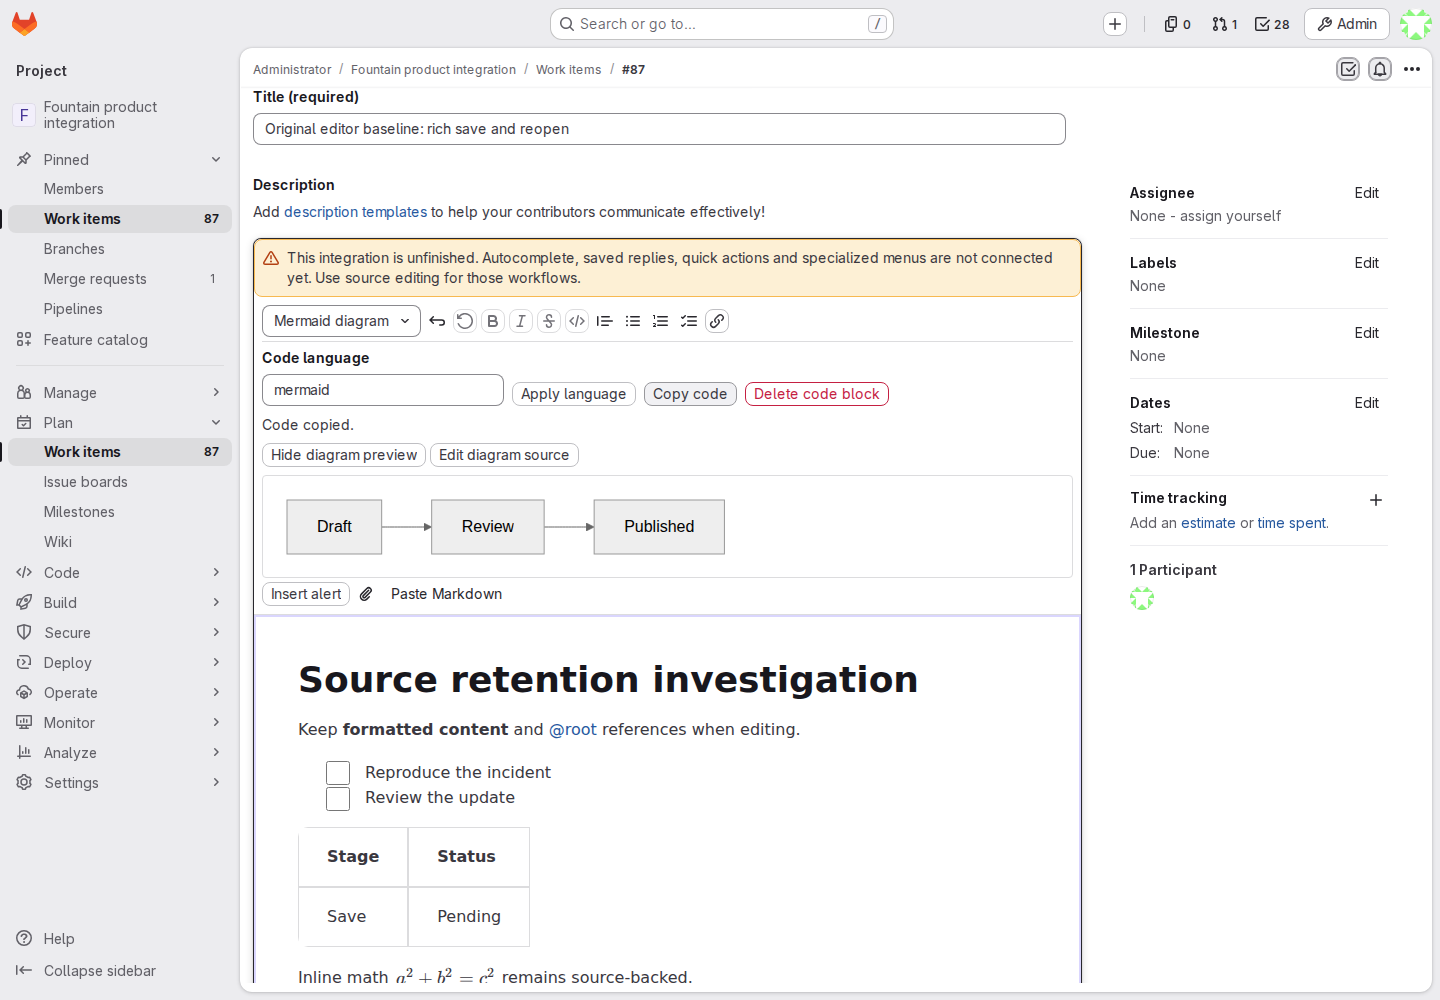 Search or go to...
/
0
1
28
Admin
Project
F
Fountain product integration
Pinned
Members
Work items
87
Branches
Merge requests
1
Pipelines
Feature catalog
Manage
Plan
Work items
87
Issue boards
Milestones
Wiki
Code
Build
Secure
Deploy
Operate
Monitor
Analyze
Settings
Help
Collapse sidebar
Administrator / Fountain product integration / Work items / #87
Title (required)
Original editor baseline: rich save and reopen
Description
Add description templates to help your contributors communicate effectively!
This integration is unfinished. Autocomplete, saved replies, quick actions and specialized menus are not connected
yet. Use source editing for those workflows.
Mermaid diagram
B I S
Code language
mermaid
Apply language
Copy code
Delete code block
Code copied.
Hide diagram preview
Edit diagram source
Draft
Review
Published
Insert alert
Paste Markdown
Source retention investigation
Keep formatted content and @root references when editing.
Reproduce the incident
Review the update
Stage Status
Save Pending
Inline math a² + b² = c² remains source-backed.
Assignee
Edit
None - assign yourself
Labels
Edit
None
Milestone
Edit
None
Dates
Edit
Start: None
Due: None
Time tracking
Add an estimate or time spent.
1 Participant